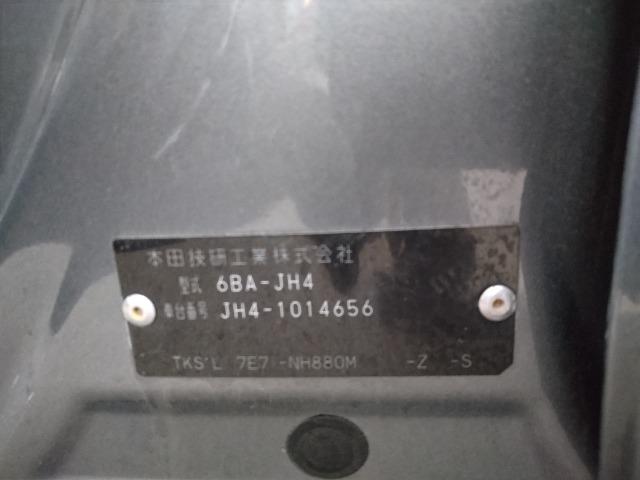 本田技研工業株式会社
型式 6BA-JH4
車台番号 JH4-1014656
TKS'L 7E7 -NH880M -Z -S